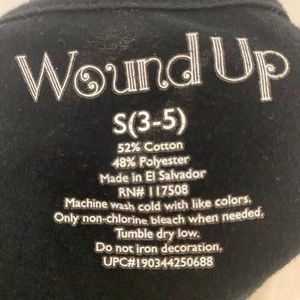 Wound Up
S(3-5)
52% Cotton
48% Polyester
Made in El Salvador
RN# 117508
Machine wash cold with like colors.
Only non-chlorine bleach when needed.
Tumble dry low.
Do not iron decoration.
UPC#190344250688